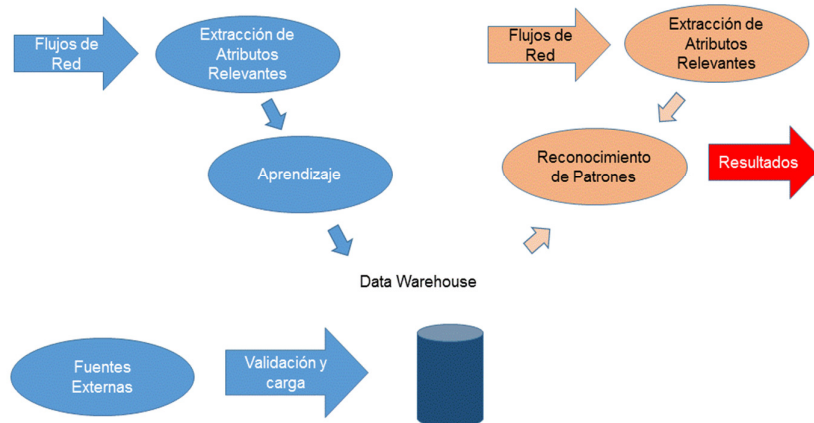 Flujos de
Red
Extracción de
Atributos
Relevantes
Flujos de
Red
Extracción de
Atributos
Relevantes
Aprendizaje
Reconocimiento
de Patrones
Resultados
Data Warehouse
Fuentes
Externas
Validación y
carga